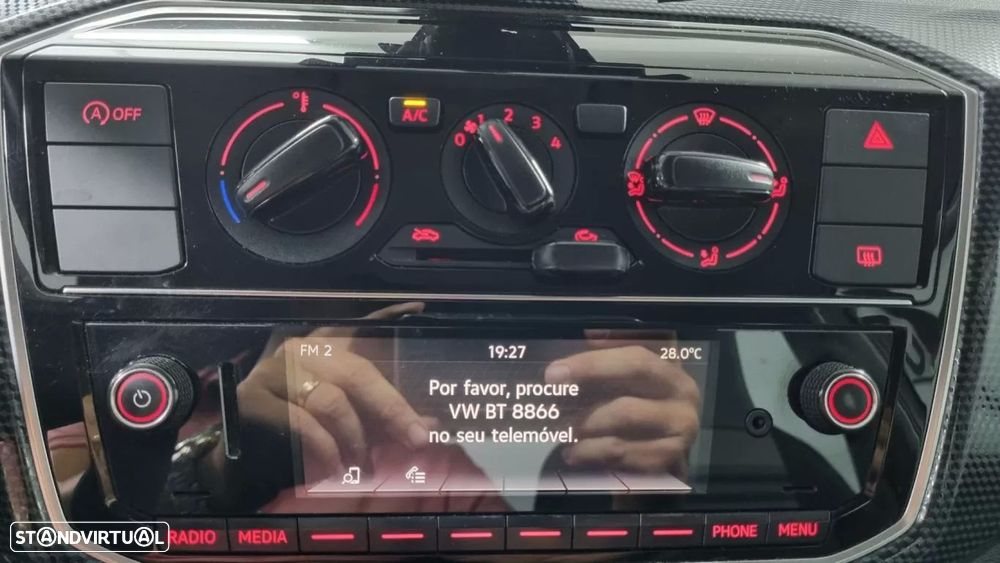 A OFF
A/C
0 1 2 3 4
FM 2 19:27 28.0°C
Por favor, procure
VW BT 8866
no seu telemóvel.
RADIO MEDIA PHONE MENU
STANDVIRTUAL